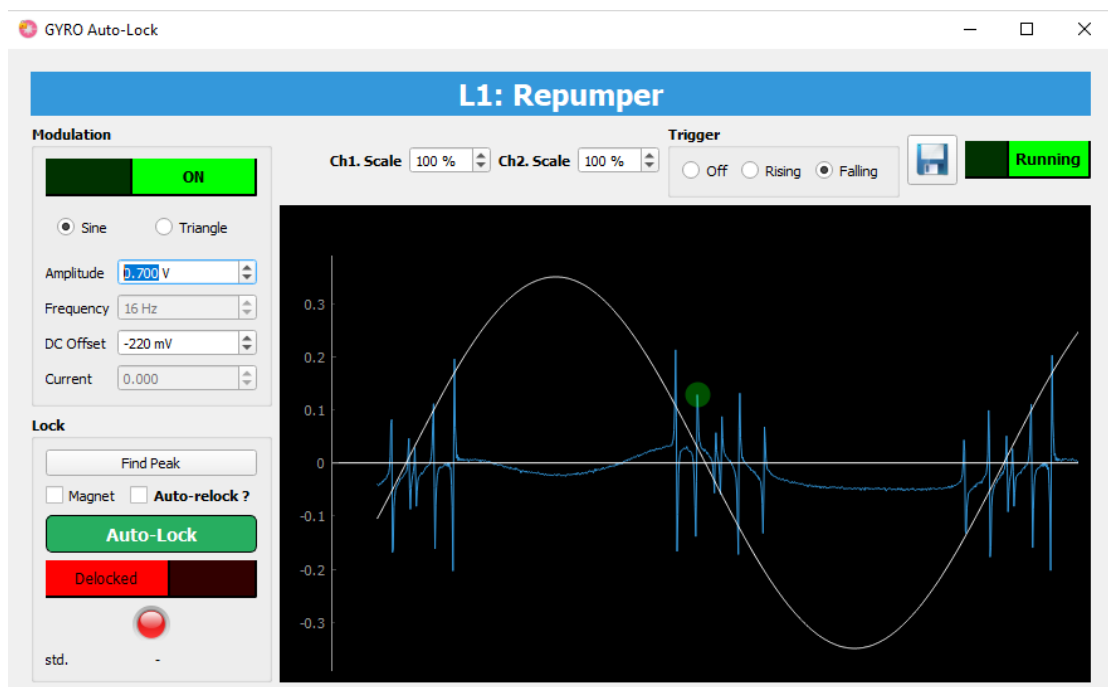 GYRO Auto-Lock
L1: Repumper
Modulation
ON
Sine
Triangle
Amplitude 0.700 V
Frequency 16 Hz
DC Offset -220 mV
Current 0.000
Ch1. Scale 100 % Ch2. Scale 100 %
Trigger
Off Rising Falling
Running
Lock
Find Peak
Magnet Auto-relock ?
Auto-Lock
Delocked
std. -
0.3
0.2
0.1
0
-0.1
-0.2
-0.3